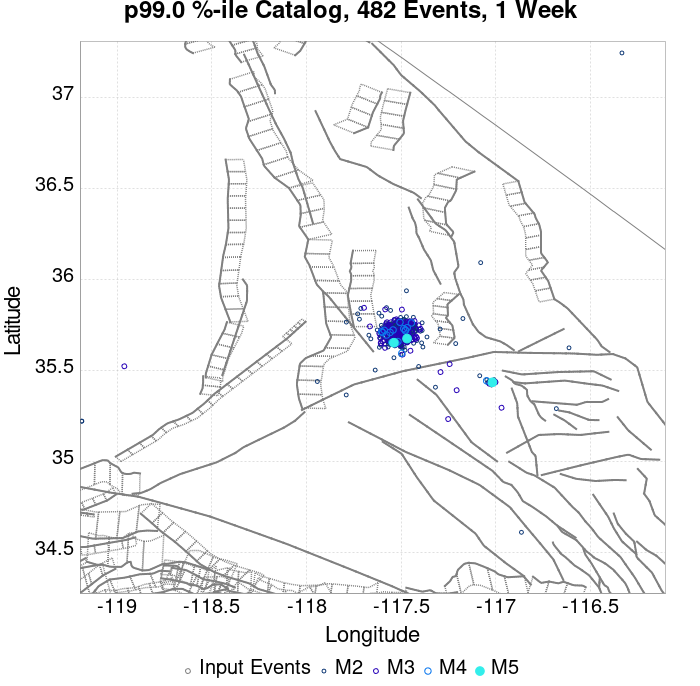 p99.0 %-ile Catalog, 482 Events, 1 Week
37
36.5
36
35.5
35
34.5
Latitude
-119
-118.5
-118
-117.5
-117
-116.5
Longitude
Input Events
M2
M3
M4
M5